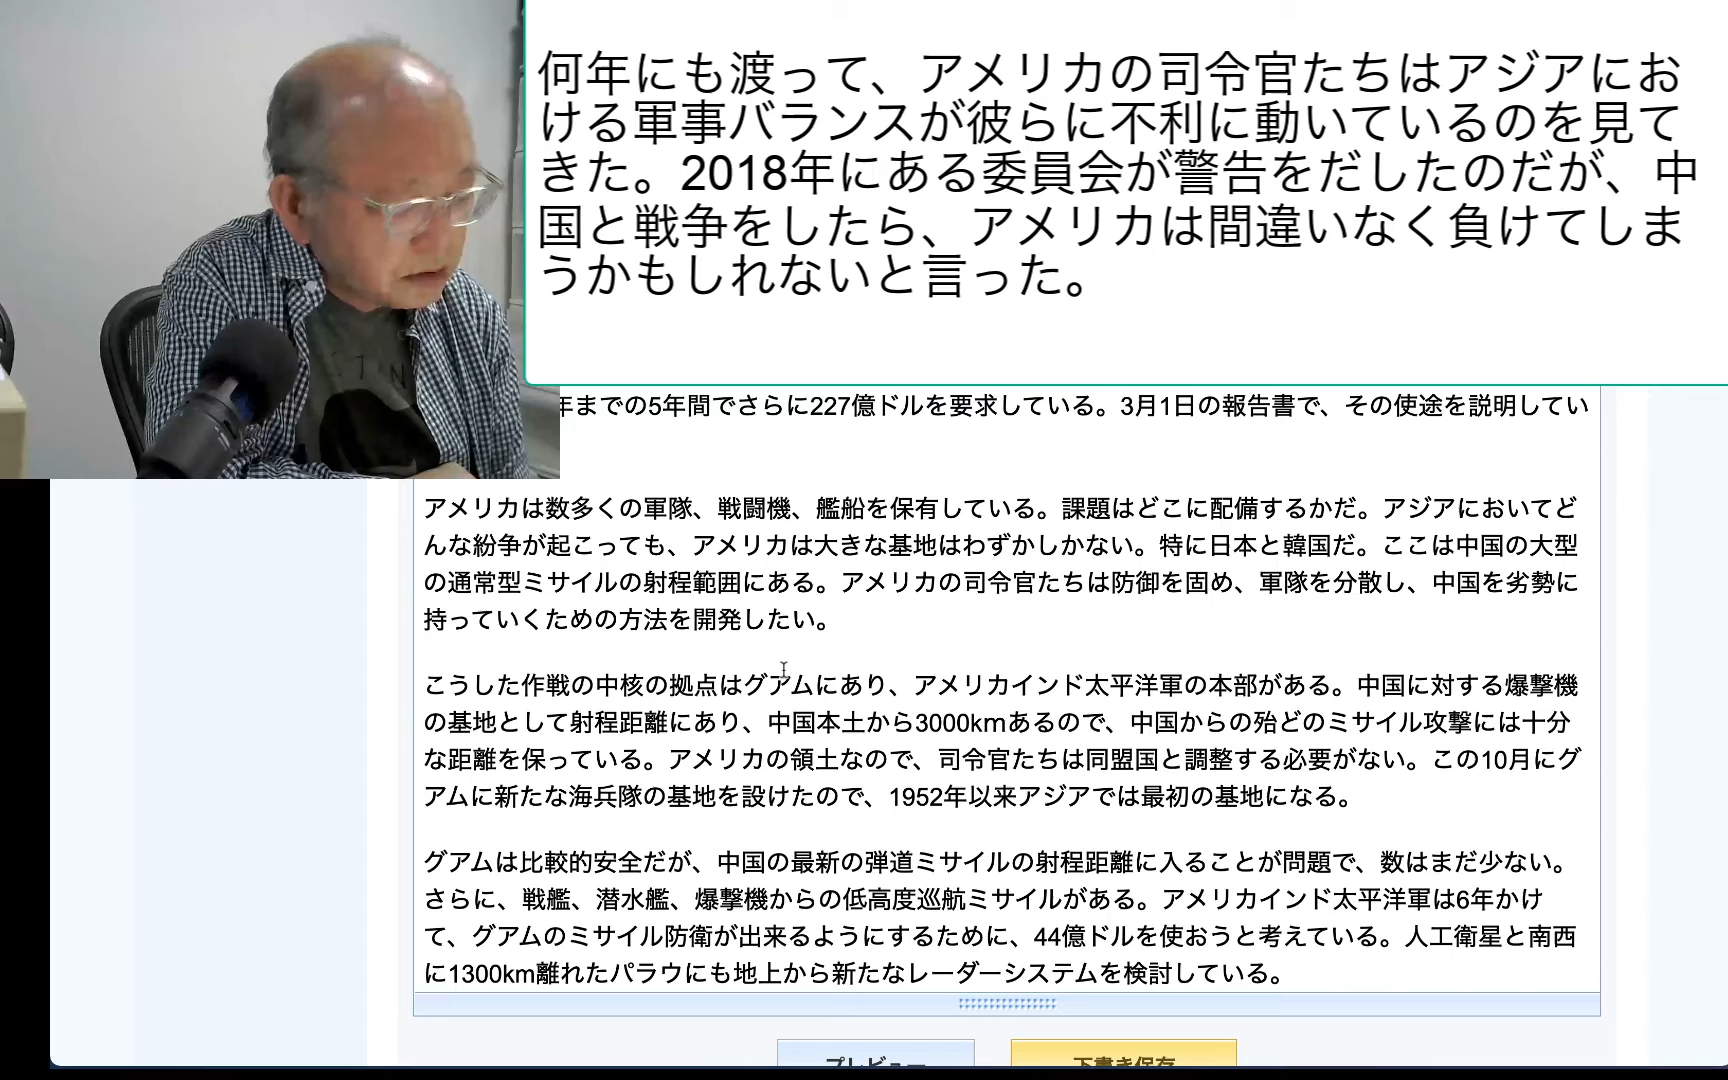 何年にも渡って、アメリカの司令官たちはアジアにお
ける軍事バランスが彼らに不利に動いているのを見て
きた。2018年にある委員会が警告をだしたのだが、中
国と戦争をしたら、アメリカは間違いなく負けてしま
うかもしれないと言った。
年までの5年間でさらに227億ドルを要求している。3月1日の報告書で、その使途を説明してい
アメリカは数多くの軍隊、戦闘機、艦船を保有している。課題はどこに配備するかだ。アジアにおいてど
んな紛争が起こっても、アメリカは大きな基地はわずかしかない。特に日本と韓国だ。ここは中国の大型
の通常型ミサイルの射程範囲にある。アメリカの司令官たちは防御を固め、軍隊を分散し、中国を劣勢に
持っていくための方法を開発したい。
こうした作戦の中核の拠点はグアムにあり、アメリカインド太平洋軍の本部がある。中国に対する爆撃機
の基地として射程距離にあり、中国本土から3000kmあるので、中国からの殆どのミサイル攻撃には十分
な距離を保っている。アメリカの領土なので、司令官たちは同盟国と調整する必要がない。この10月にグ
アムに新たな海兵隊の基地を設けたので、1952年以来アジアでは最初の基地になる。
グアムは比較的安全だが、中国の最新の弾道ミサイルの射程距離に入ることが問題で、数はまだ少ない。
さらに、戦艦、潜水艦、爆撃機からの低高度巡航ミサイルがある。アメリカインド太平洋軍は6年かけ
て、グアムのミサイル防衛が出来るようにするために、44億ドルを使おうと考えている。人工衛星と南西
に1300km離れたパラウにも地上から新たなレーダーシステムを検討している。
プレビュー
下書き保存